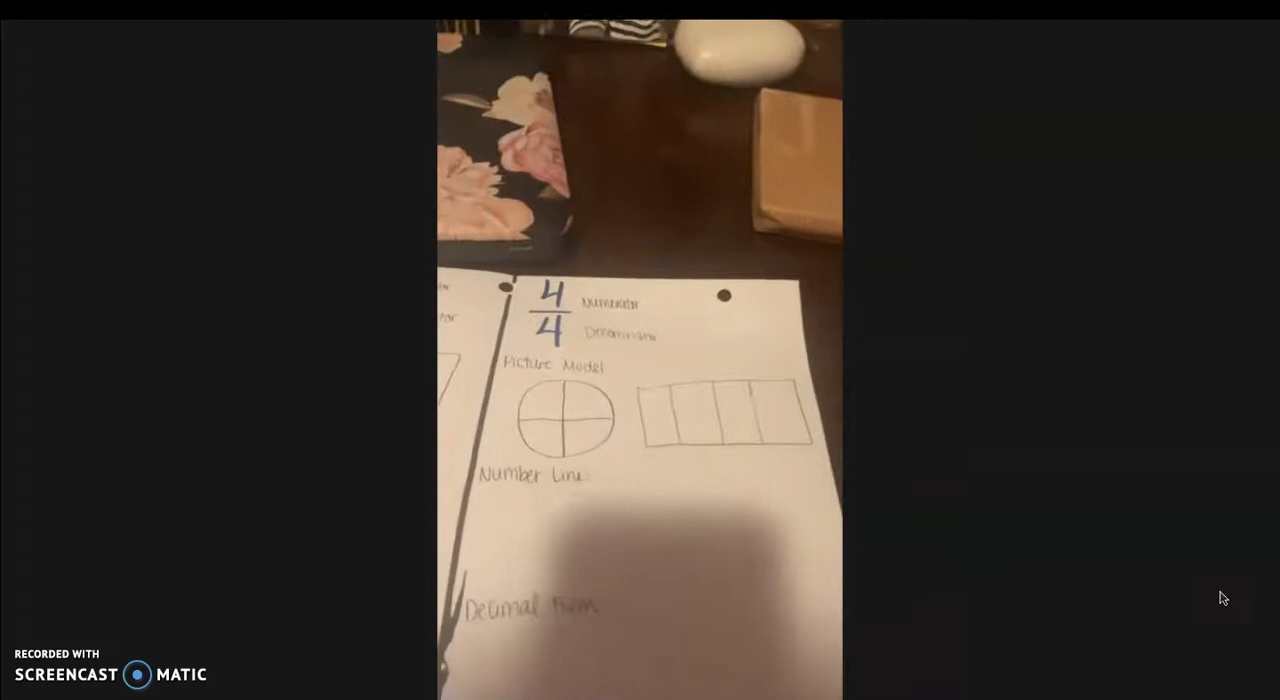 4 Numerator
4 Denominator
Picture Model
Number Line:
Decimal Form
RECORDED WITH
SCREENCAST MATIC